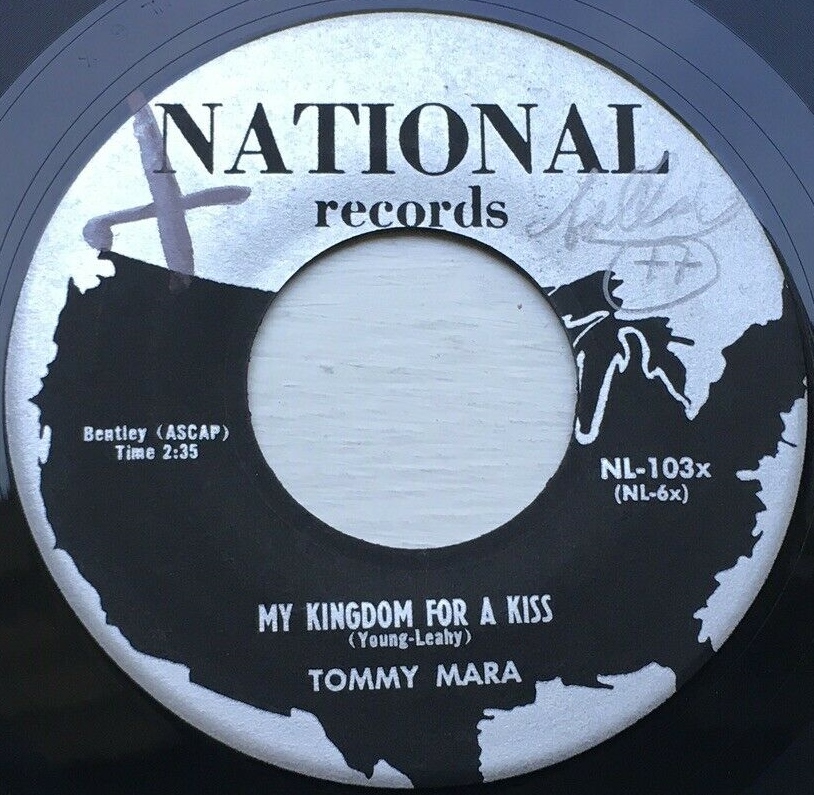 NATIONAL
records
++
Bentley (ASCAP)
Time 2:35
NL-103x
(NL-6x)
MY KINGDOM FOR A KISS
(Young-Leahy)
TOMMY MARA